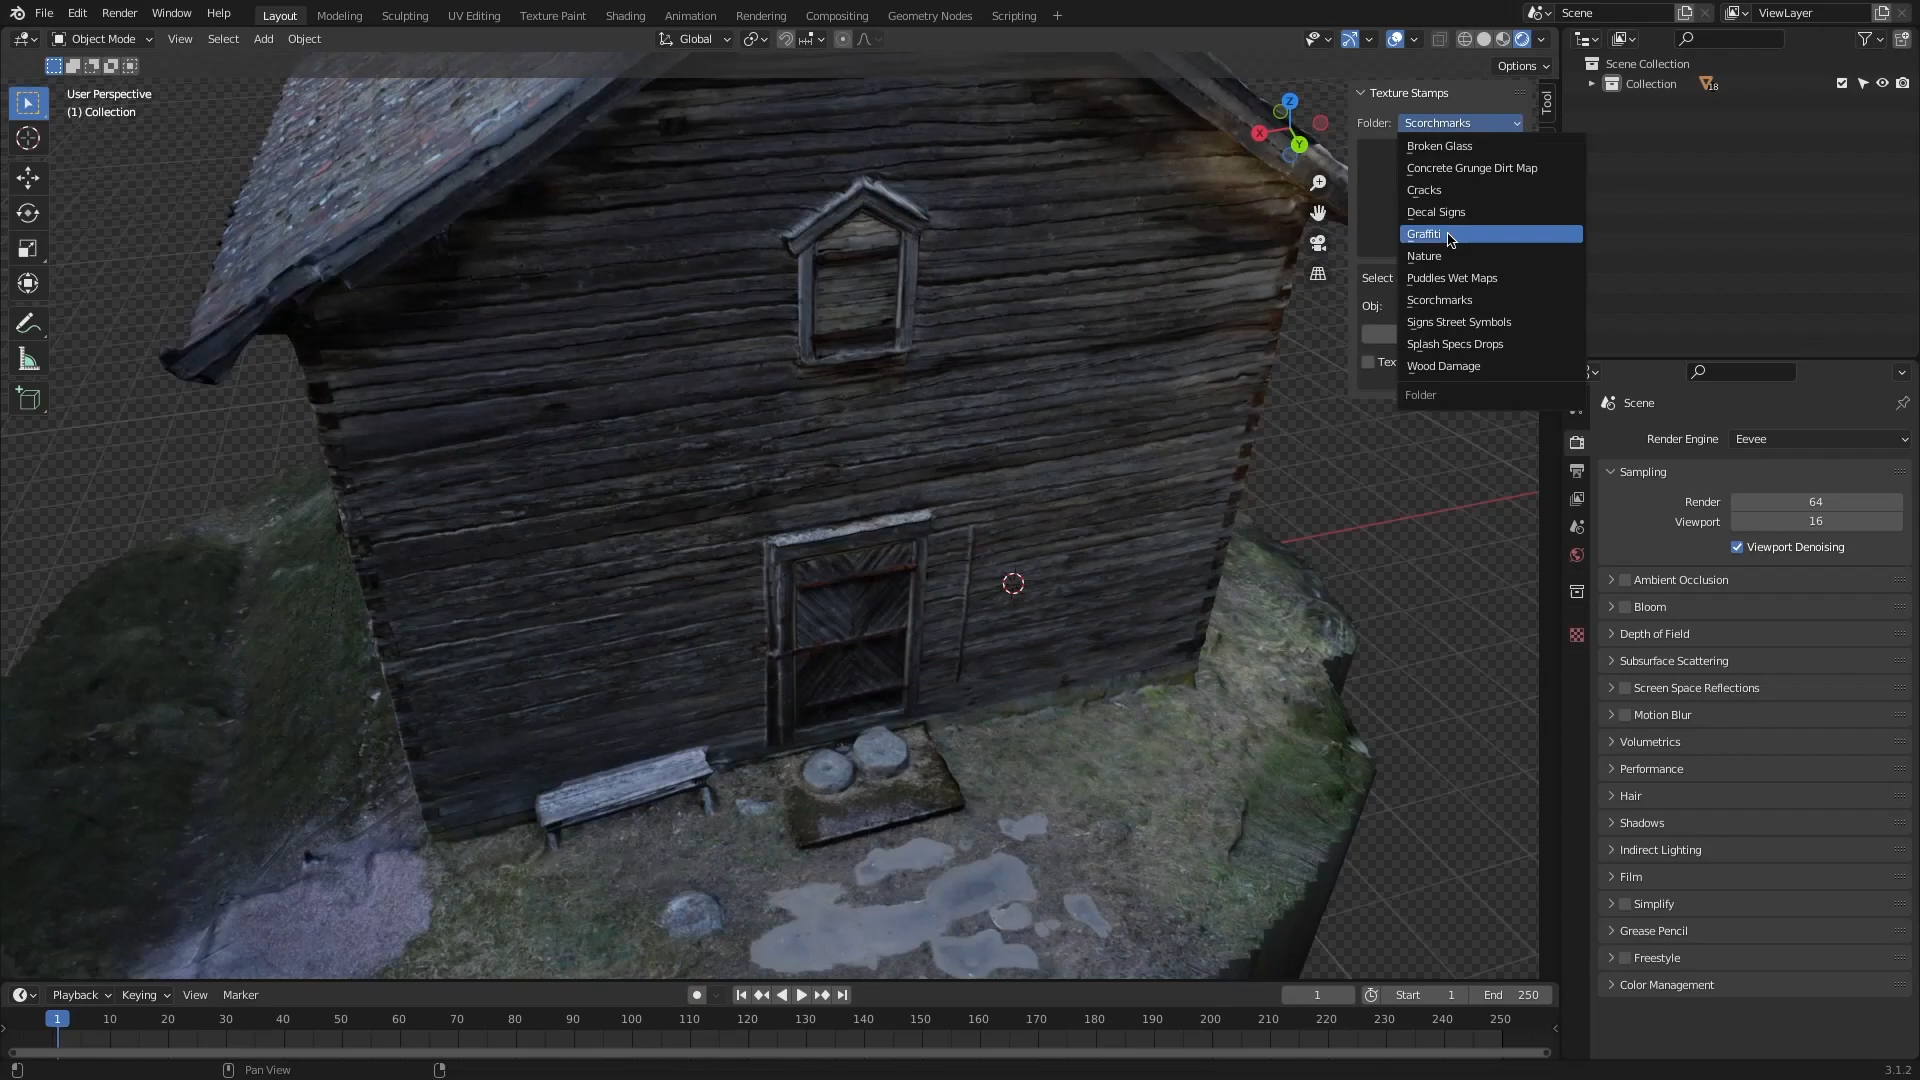 File Edit Render Window Help Layout Modeling Sculpting UV Editing Texture Paint Shading Animation Rendering Compositing Geometry Nodes Scripting + Scene ViewLayer
Object Mode View Select Add Object Global
Options
User Perspective
(1) Collection
Z
X
Y
Texture Stamps
Folder: Scorchmarks
Broken Glass
Concrete Grunge Dirt Map
Cracks
Decal Signs
Graffiti
Nature
Puddles Wet Maps
Scorchmarks
Signs Street Symbols
Splash Specs Drops
Wood Damage
Folder
Select
Obj:
Tex
Tool
Scene Collection
Collection 18
Scene
Render Engine Eevee
Sampling
Render 64
Viewport 16
Viewport Denoising
Ambient Occlusion
Bloom
Depth of Field
Subsurface Scattering
Screen Space Reflections
Motion Blur
Volumetrics
Performance
Hair
Shadows
Indirect Lighting
Film
Simplify
Grease Pencil
Freestyle
Color Management
Playback Keying View Marker 1 Start 1 End 250
1 10 20 30 40 50 60 70 80 90 100 110 120 130 140 150 160 170 180 190 200 210 220 230 240 250
Pan View 3.1.2